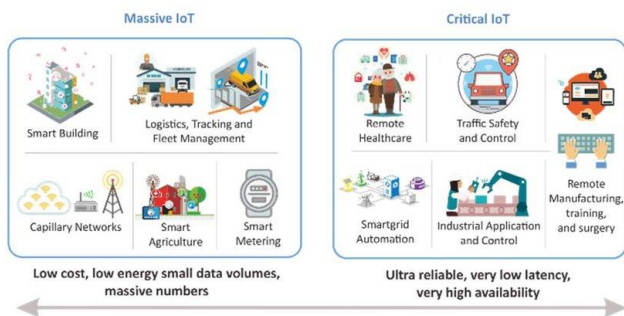 Massive IoT
Critical IoT
Smart Building
Logistics, Tracking and
Fleet Management
Capillary Networks
Smart
Agriculture
Smart
Metering
Low cost, low energy small data volumes,
massive numbers
Remote
Healthcare
Traffic Safety
and Control
Smartgrid
Automation
Industrial Application
and Control
Remote
Manufacturing,
training,
and surgery
Ultra reliable, very low latency,
very high availability